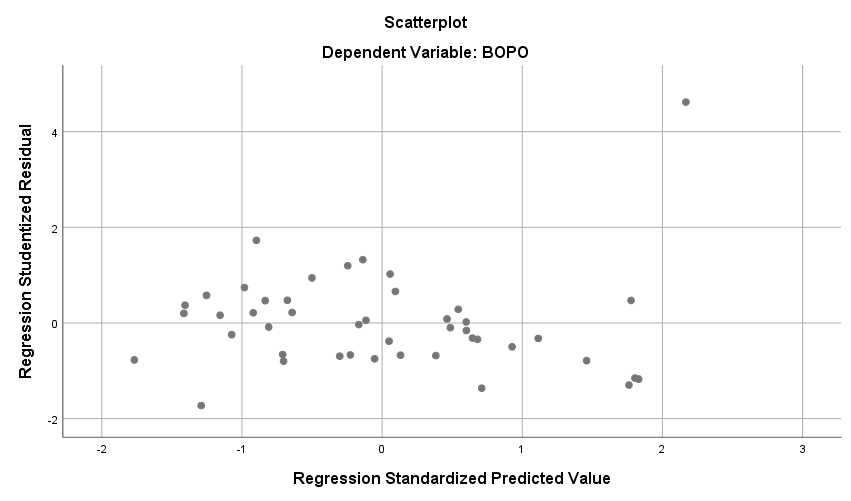 Scatterplot
Dependent Variable: BOPO
Regression Studentized Residual
4
2
0
-2
-2
-1
0
1
2
3
Regression Standardized Predicted Value